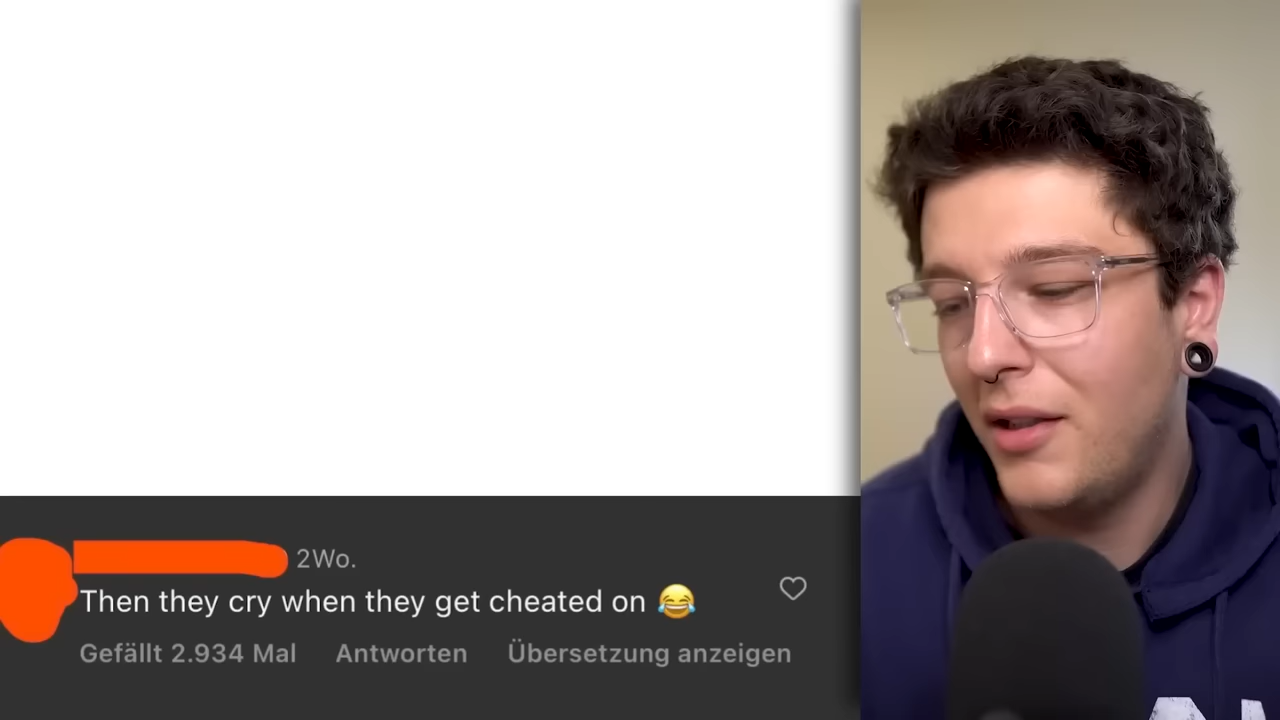 2Wo.
Then they cry when they get cheated on 😂
Gefällt 2.934 Mal Antworten Übersetzung anzeigen